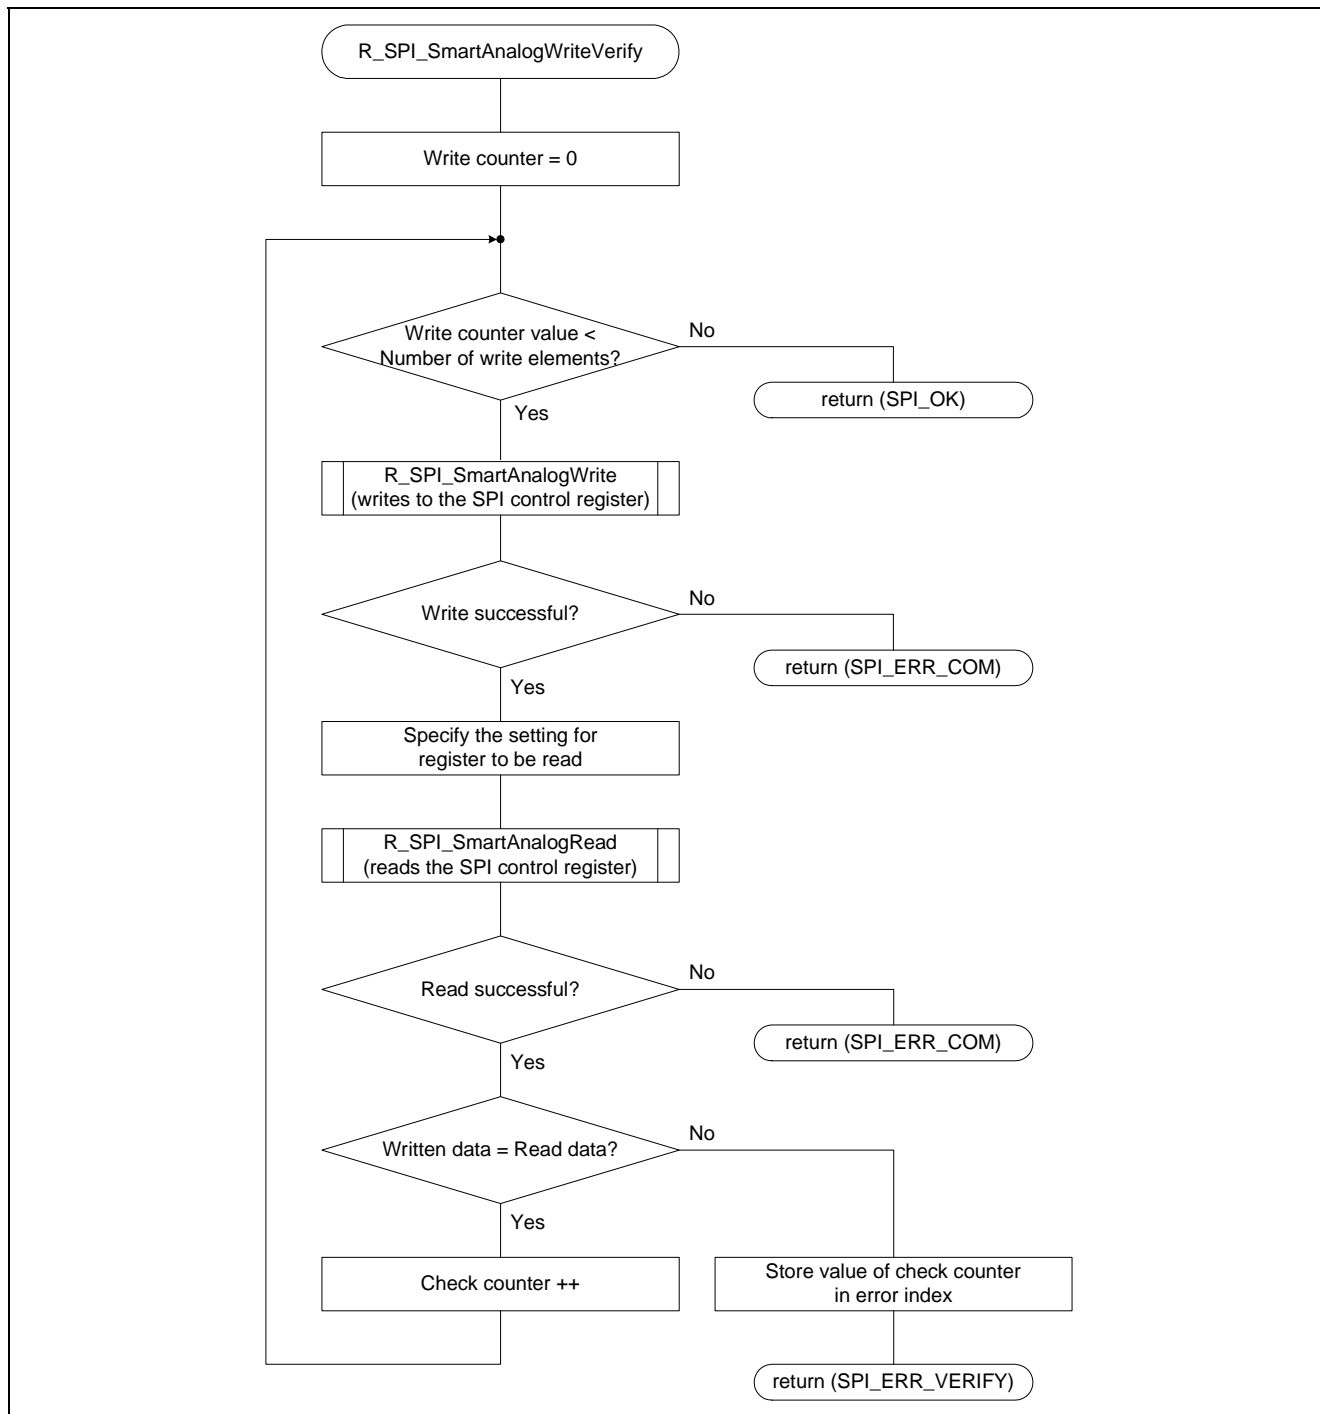 R_SPI_SmartAnalogWriteVerify
Write counter = 0
Write counter value <
Number of write elements?
No
return (SPI_OK)
Yes
R_SPI_SmartAnalogWrite
(writes to the SPI control register)
Write successful?
No
return (SPI_ERR_COM)
Yes
Specify the setting for
register to be read
R_SPI_SmartAnalogRead
(reads the SPI control register)
Read successful?
No
return (SPI_ERR_COM)
Yes
Written data = Read data?
No
Yes
Check counter ++
Store value of check counter
in error index
return (SPI_ERR_VERIFY)